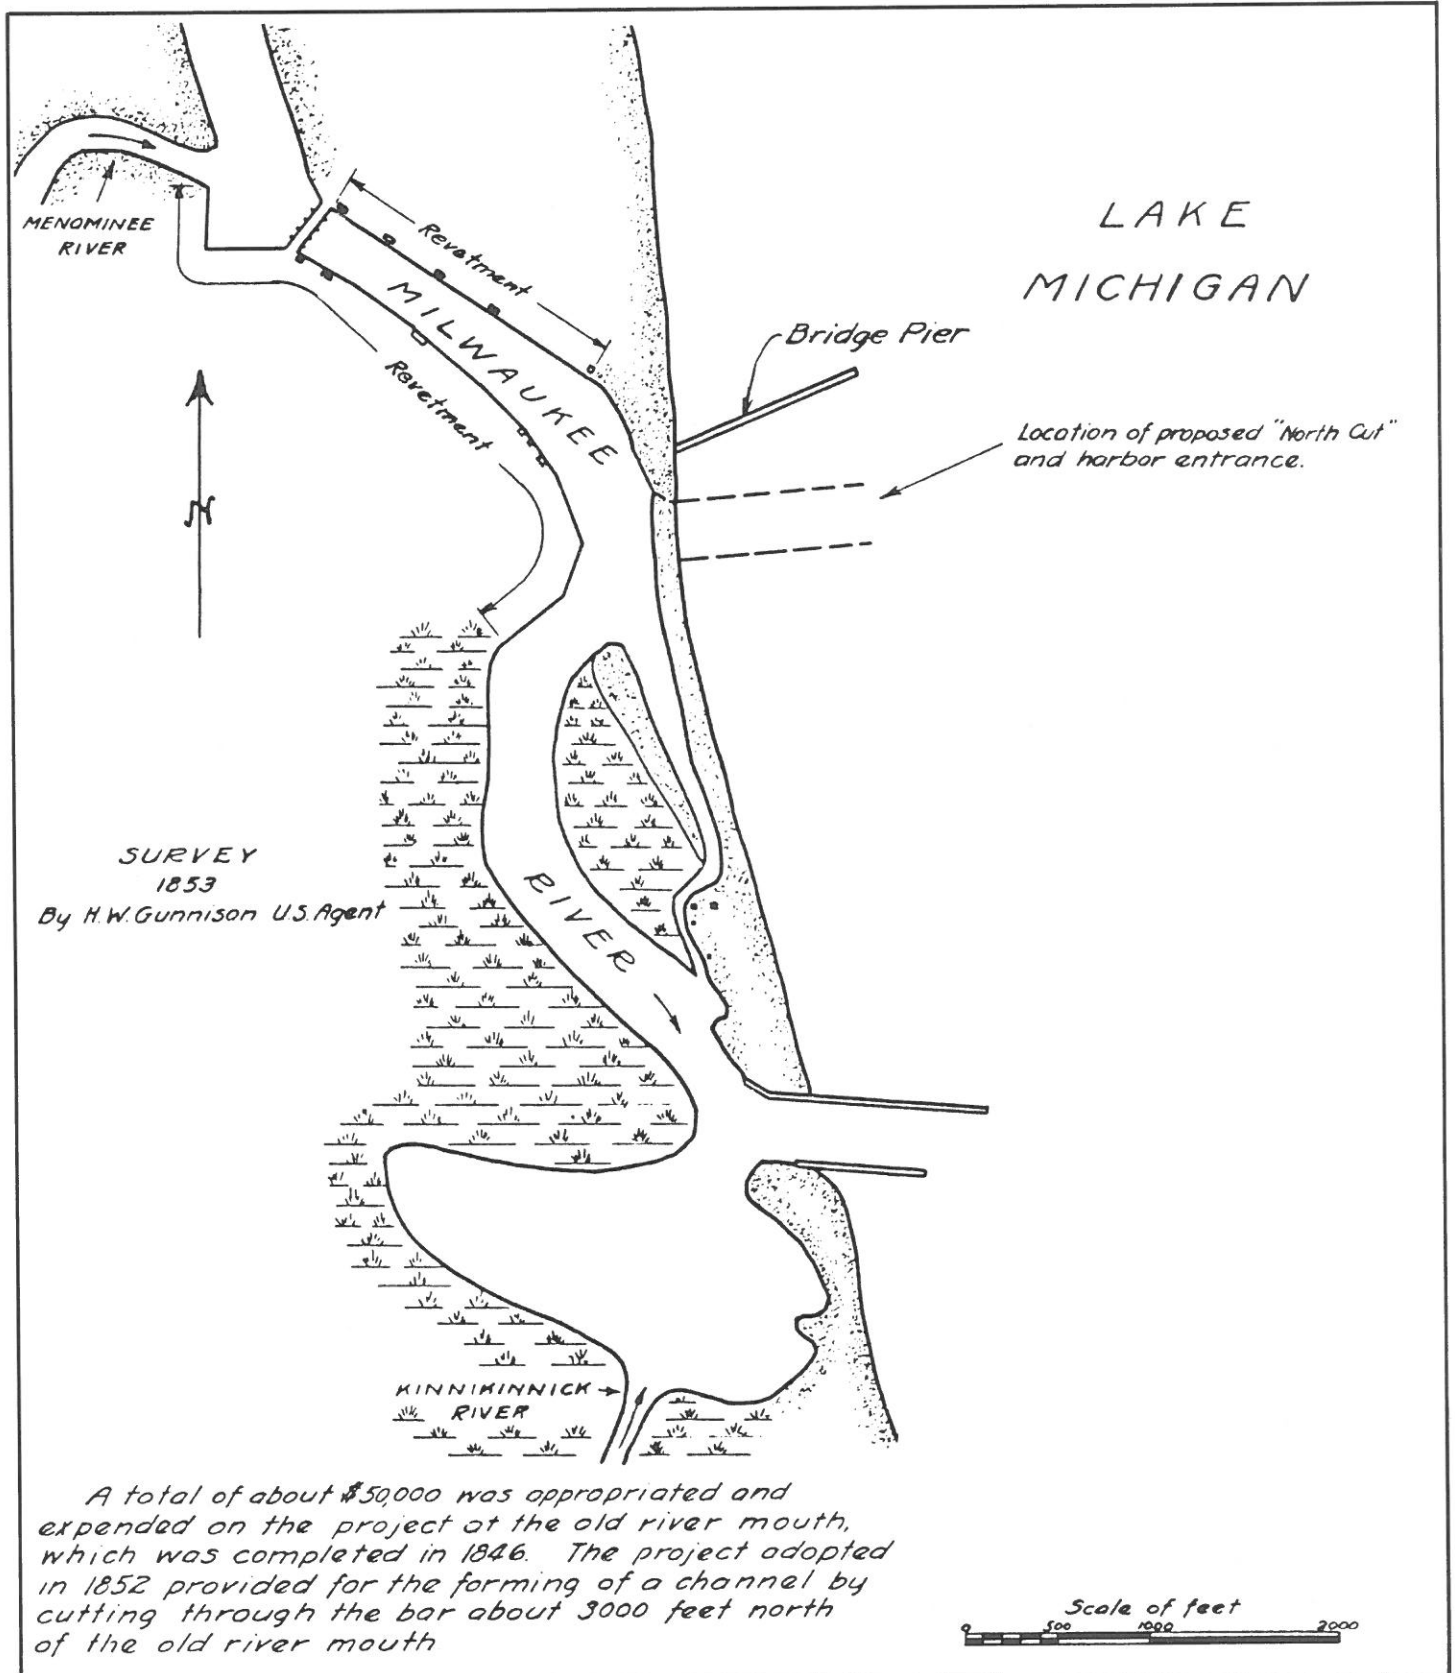 MENOMINEE
RIVER
Revetment
MILWAUKEE
Revetment
LAKE
MICHIGAN
Bridge Pier
Location of proposed "North Cut"
and harbor entrance.
N
SURVEY
1853
By H.W. Gunnison U.S. Agent
RIVER
KINNIKINNICK
RIVER
A total of about $50,000 was appropriated and
expended on the project at the old river mouth,
which was completed in 1846. The project adopted
in 1852 provided for the forming of a channel by
cutting through the bar about 3000 feet north
of the old river mouth
Scale of feet
0 500 1000 2000